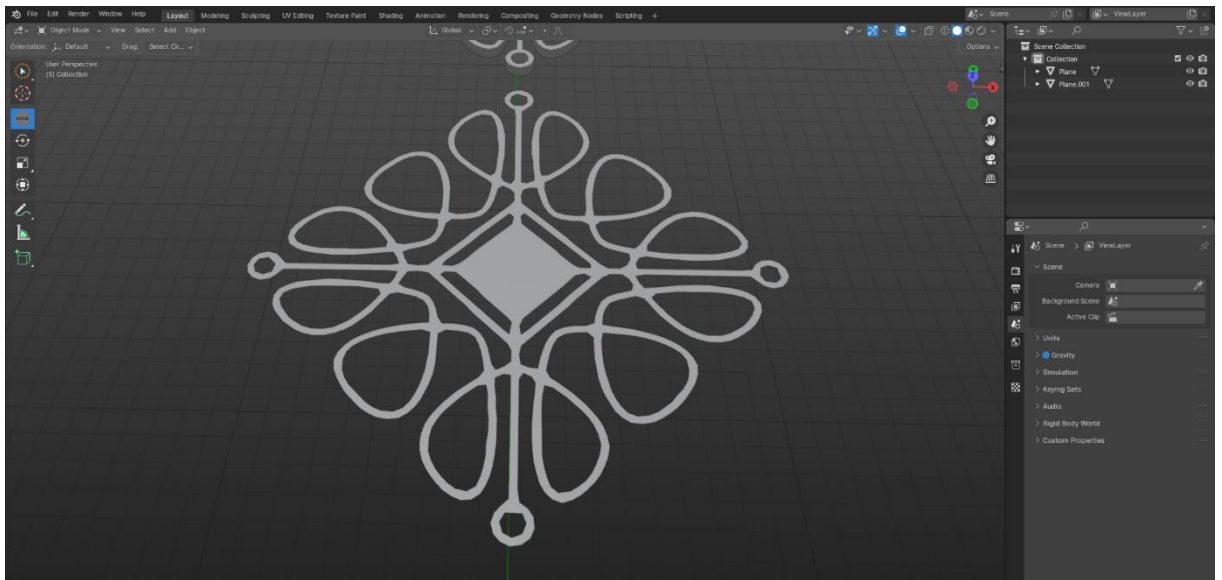 File Edit Render Window Help Layout Modeling Sculpting UV Editing Texture Paint Shading Animation Rendering Compositing Geometry Nodes Scripting + Scene ViewLayer
Object Mode View Select Add Object Global
Orientation: Default Drag: Select Cir... Options
User Perspective
(5) Collection
X
Z
Scene Collection
Collection
Plane
Plane.001
Scene > ViewLayer
Scene
Camera
Background Scene
Active Clip
Units
Gravity
Simulation
Keying Sets
Audio
Rigid Body World
Custom Properties